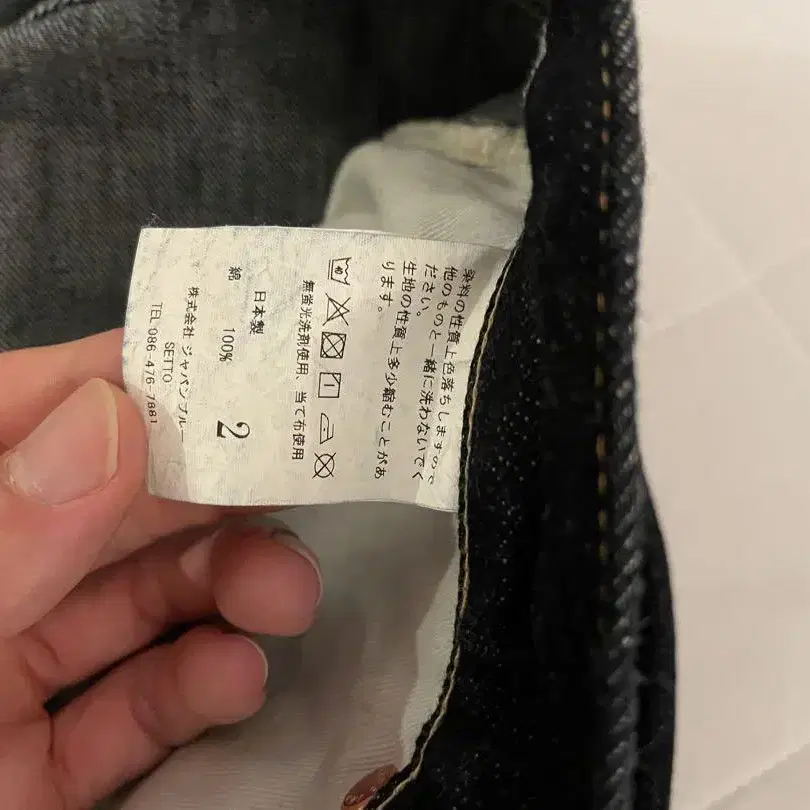 染料の性質上色落ちしますので
他のものと一緒に洗わないでく
ださい。
生地の性質上多少縮むことがあ
ります。
無蛍光洗剤使用、当て布使用
日本製
綿 100% 2
株式会社 ジャパンブルー
SETTO
TEL 086-476-7881